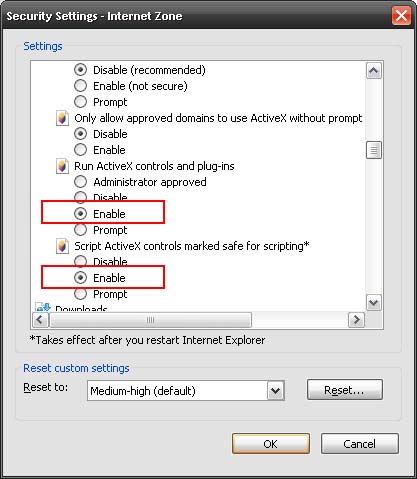 Security Settings - Internet Zone
Settings
Disable (recommended)
Enable (not secure)
Prompt
Only allow approved domains to use ActiveX without prompt
Disable
Enable
Run ActiveX controls and plug-ins
Administrator approved
Disable
Enable
Prompt
Script ActiveX controls marked safe for scripting*
Disable
Enable
Prompt
Downloads
*Takes effect after you restart Internet Explorer
Reset custom settings
Reset to:
Medium-high (default)
Reset...
OK
Cancel